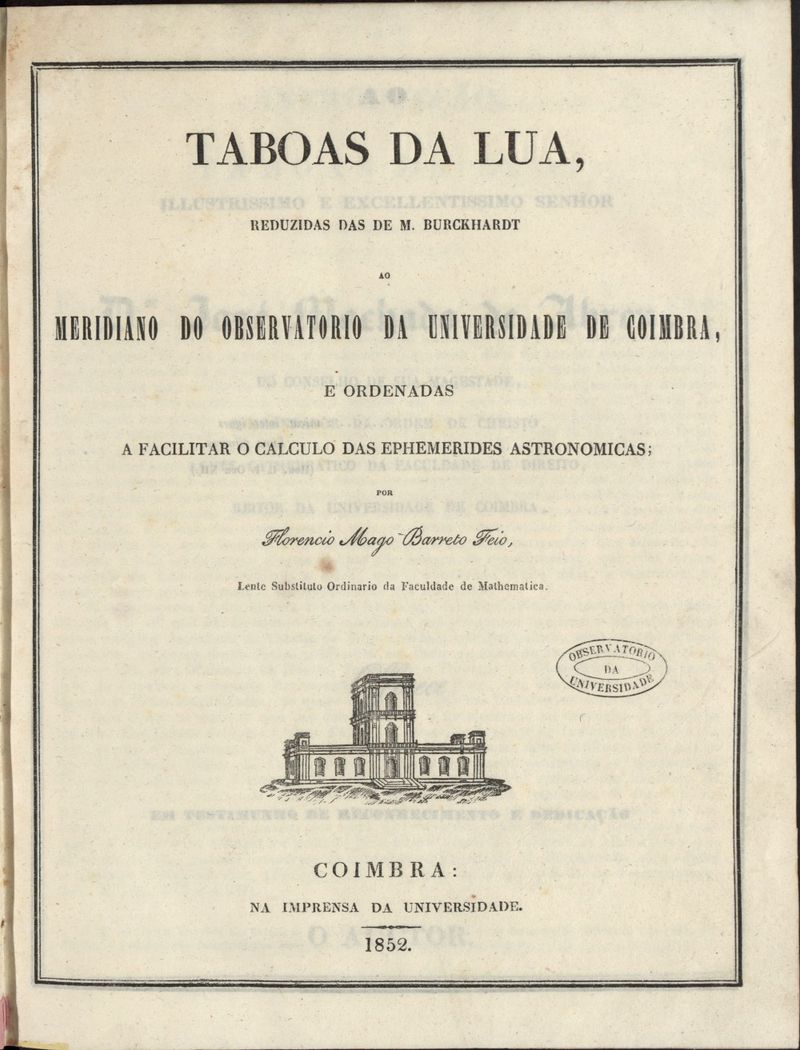 TABOAS DA LUA,
REDUZIDAS DAS DE M. BURCKHARDT
AO
MERIDIANO DO OBSERVATORIO DA UNIVERSIDADE DE COIMBRA,
E ORDENADAS
A FACILITAR O CALCULO DAS EPHEMERIDES ASTRONOMICAS;
POR
Florencio Mago Barreto Feio,
Lente Substituto Ordinario da Faculdade de Mathematica.
OBSERVATORIO
DA
UNIVERSIDADE
COIMBRA:
NA IMPRENSA DA UNIVERSIDADE.
1852.